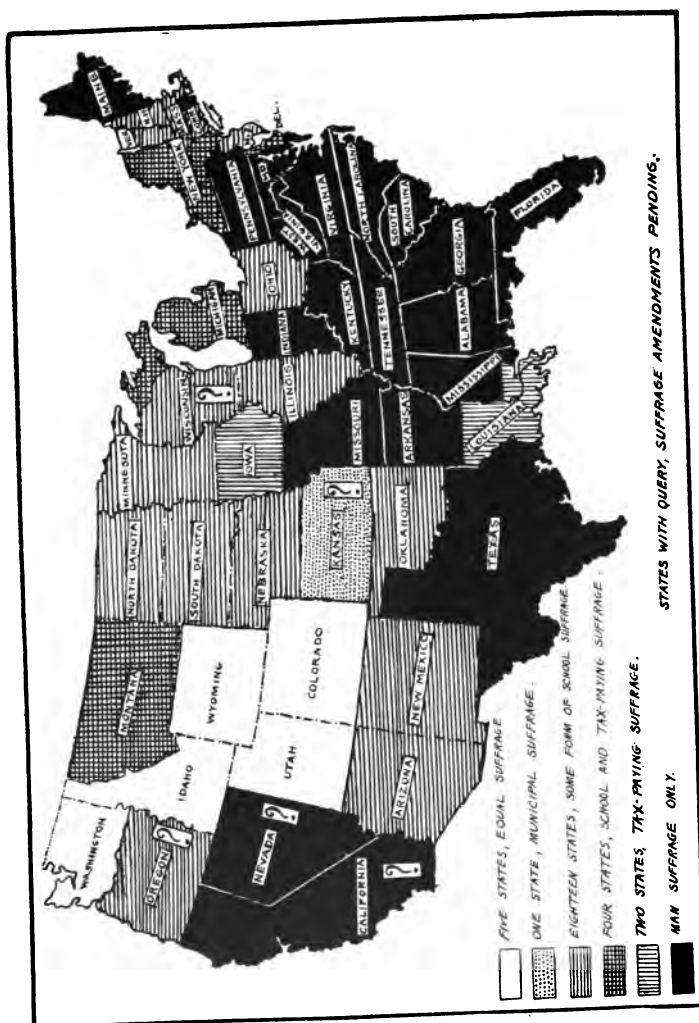 WASHINGTON
OREGON ?
CALIFORNIA ?
NEVADA ?
IDAHO
MONTANA
WYOMING
UTAH
COLORADO
ARIZONA
NEW MEXICO
NORTH DAKOTA
SOUTH DAKOTA
NEBRASKA
KANSAS ?
OKLAHOMA
TEXAS
MINNESOTA
IOWA
MISSOURI
ARKANSAS
LOUISIANA
WISCONSIN ?
ILLINOIS
MICHIGAN
INDIANA
OHIO
KENTUCKY
TENNESSEE
MISSISSIPPI
ALABAMA
GEORGIA
FLORIDA
SOUTH CAROLINA
NORTH CAROLINA
VIRGINIA
WEST VIRGINIA
PENNSYLVANIA
NEW YORK
MAINE
MASS
DEL.
FIVE STATES, EQUAL SUFFRAGE.
ONE STATE, MUNICIPAL SUFFRAGE.
EIGHTEEN STATES, SOME FORM OF SCHOOL SUFFRAGE.
FOUR STATES, SCHOOL AND TAX-PAYING SUFFRAGE.
TWO STATES, TAX-PAYING SUFFRAGE.
MAN SUFFRAGE ONLY.
STATES WITH QUERY, SUFFRAGE AMENDMENTS PENDING.